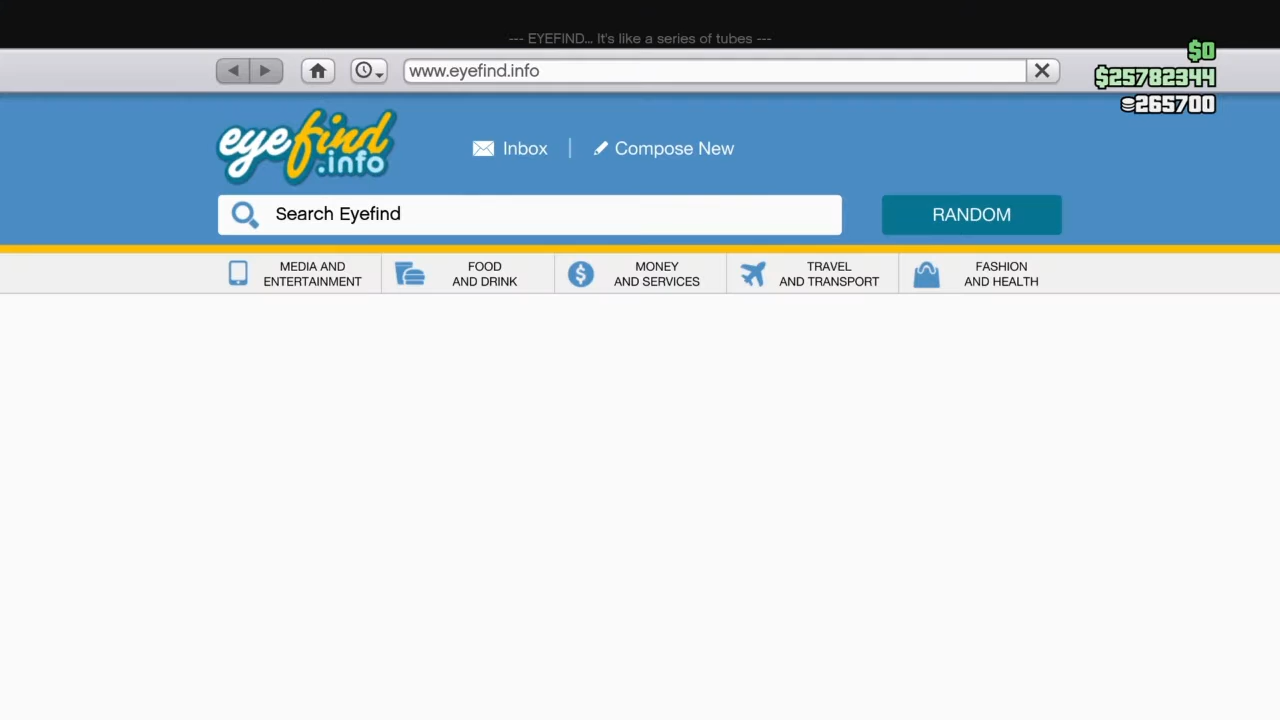 --- EYEFIND... It's like a series of tubes ---
$0
www.eyefind.info
$25782344
265700
eyefind
.info
Inbox
Compose New
Search Eyefind
RANDOM
MEDIA AND
ENTERTAINMENT
FOOD
AND DRINK
MONEY
AND SERVICES
TRAVEL
AND TRANSPORT
FASHION
AND HEALTH